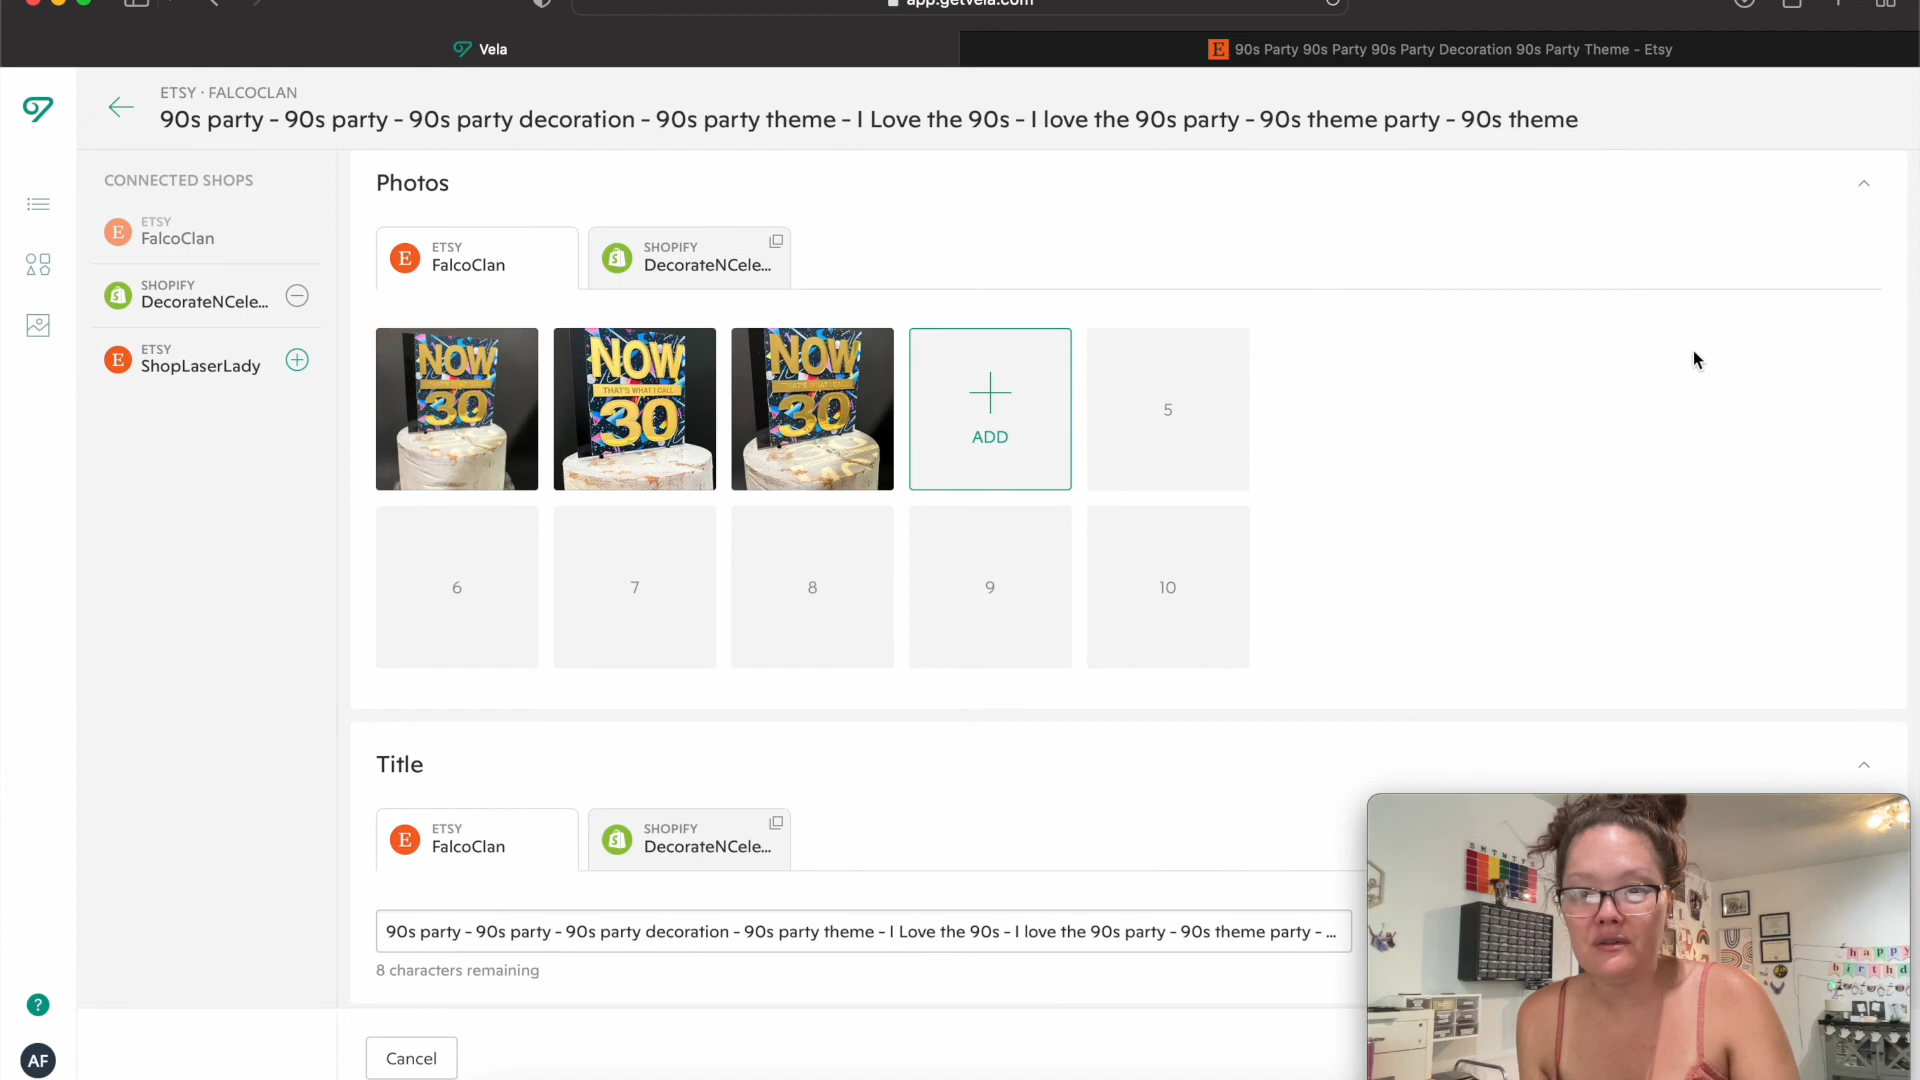 app.getvela.com
Vela
90s Party 90s Party 90s Party Decoration 90s Party Theme - Etsy
ETSY · FALCOCLAN
90s party - 90s party - 90s party decoration - 90s party theme - I Love the 90s - I love the 90s party - 90s theme party - 90s theme
CONNECTED SHOPS
ETSY
FalcoClan
SHOPIFY
DecorateNCele...
ETSY
ShopLaserLady
Photos
ETSY
FalcoClan
SHOPIFY
DecorateNCele...
NOW
30
NOW
THAT'S WHAT I CALL
30
NOW
30
ADD
5
6
7
8
9
10
Title
ETSY
FalcoClan
SHOPIFY
DecorateNCele...
90s party - 90s party - 90s party decoration - 90s party theme - I Love the 90s - I love the 90s party - 90s theme party - ...
8 characters remaining
Cancel
?
AF
S M T W T F S
happy
birthd